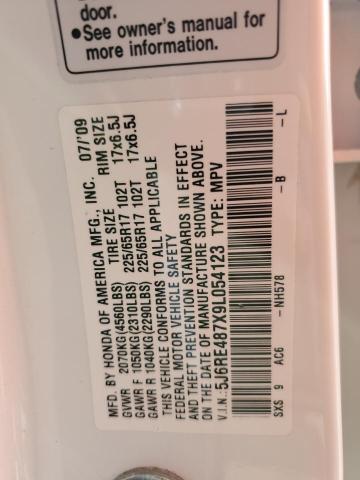 door.
●See owner's manual for
more information.
MFD. BY HONDA OF AMERICA MFG., INC. 07/'09
TIRE SIZE RIM SIZE
GVWR 2070KG(4560LBS)
GAWR F 1050KG(2310LBS) 225/65R17 102T 17x6.5J
GAWR R 1040KG(2290LBS) 225/65R17 102T 17x6.5J
THIS VEHICLE CONFORMS TO ALL APPLICABLE
FEDERAL MOTOR VEHICLE SAFETY
AND THEFT PREVENTION STANDARDS IN EFFECT
ON THE DATE OF MANUFACTURE SHOWN ABOVE.
V.I.N.: 5J6RE487X9L054123 TYPE: MPV
SXS 9 AC6 -NH578 -B -L